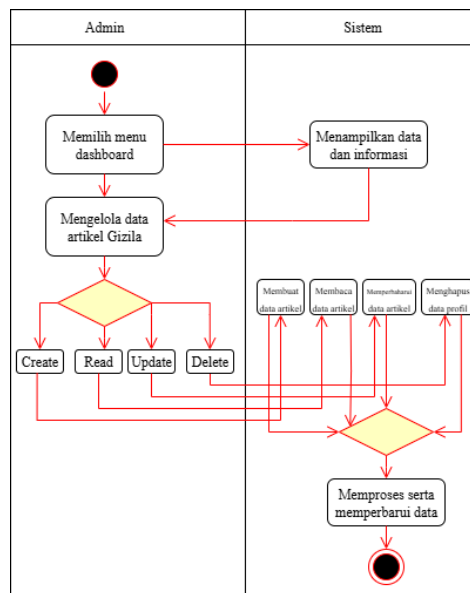 Admin
Sistem
Memilih menu
dashboard
Menampilkan data
dan informasi
Mengelola data
artikel Gizila
Membuat
data artikel
Membaca
data artikel
Memperbaharui
data artikel
Menghapus
data profil
Create
Read
Update
Delete
Memproses serta
memperbarui data